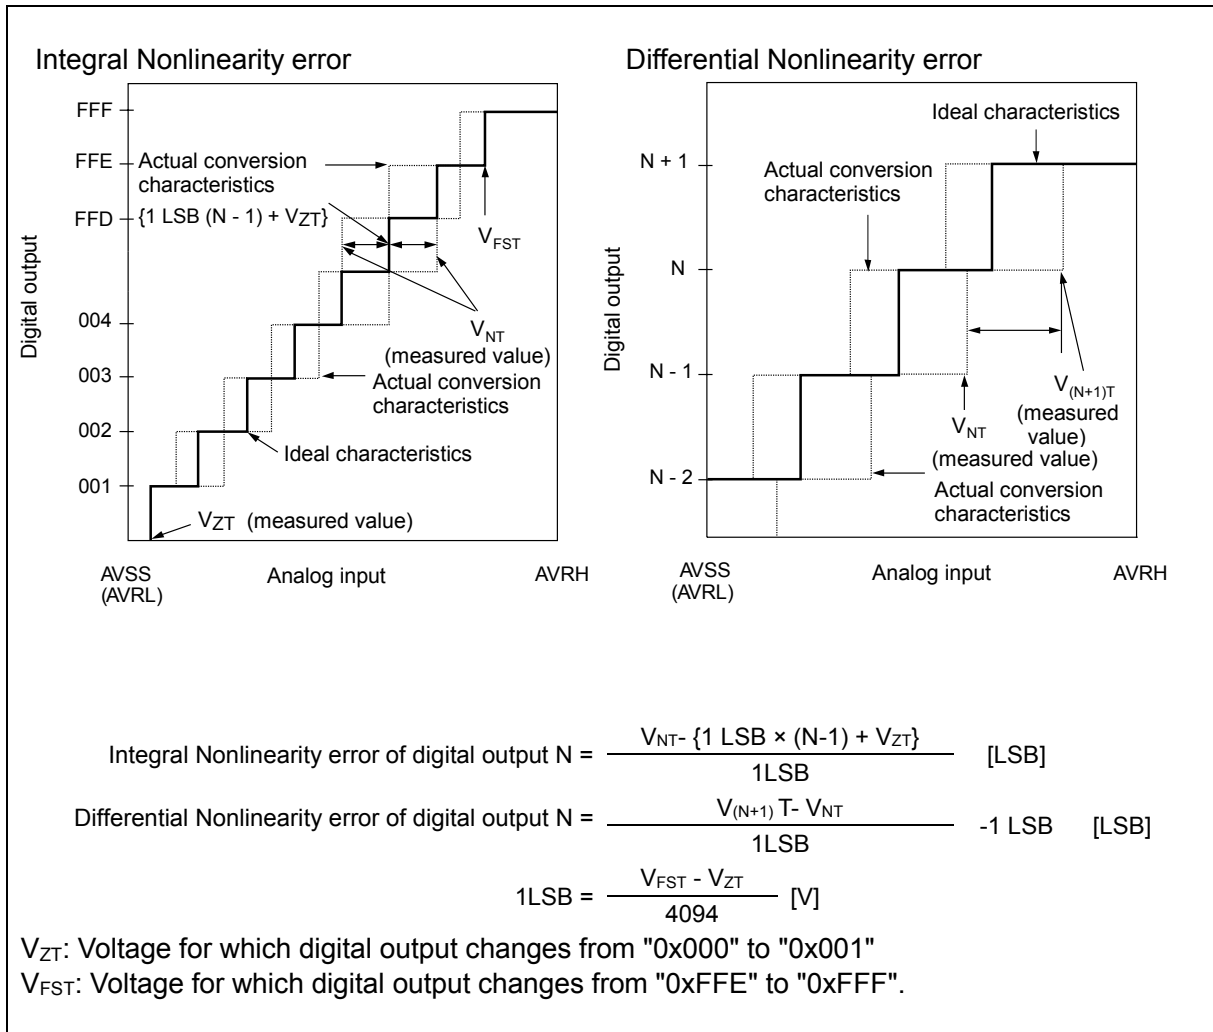 Integral Nonlinearity error
FFF
FFE
FFD
004
003
002
001
Digital output
Actual conversion
characteristics
{1 LSB (N - 1) + VZT}
VFST
VNT
(measured value)
Actual conversion
characteristics
Ideal characteristics
VZT (measured value)
AVSS
(AVRL)
Analog input
AVRH
Differential Nonlinearity error
N + 1
N
N - 1
N - 2
Digital output
Ideal characteristics
Actual conversion
characteristics
V(N+1)T
(measured
value)
VNT
(measured value)
Actual conversion
characteristics
AVSS
(AVRL)
Analog input
AVRH
Integral Nonlinearity error of digital output N = VNT- {1 LSB × (N-1) + VZT} / 1LSB [LSB]
Differential Nonlinearity error of digital output N = V(N+1) T- VNT / 1LSB -1 LSB [LSB]
1LSB = VFST - VZT / 4094 [V]
VZT: Voltage for which digital output changes from "0x000" to "0x001"
VFST: Voltage for which digital output changes from "0xFFE" to "0xFFF".